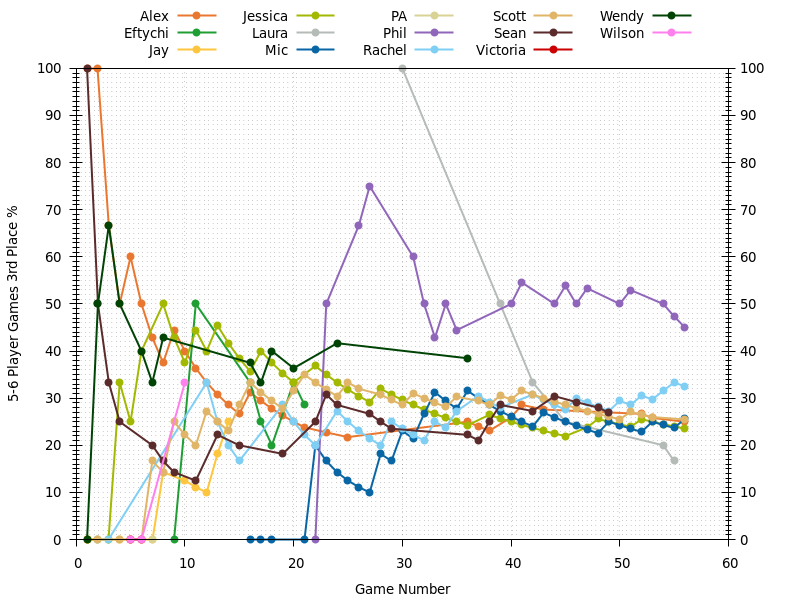 Alex Jessica PA Scott Wendy
Eftychi Laura Phil Sean Wilson
Jay Mic Rachel Victoria
100 100
90 90
80 80
70 70
60 60
50 50
40 40
30 30
20 20
10 10
0 0
0 10 20 30 40 50 60
5-6 Player Games 3rd Place %
Game Number